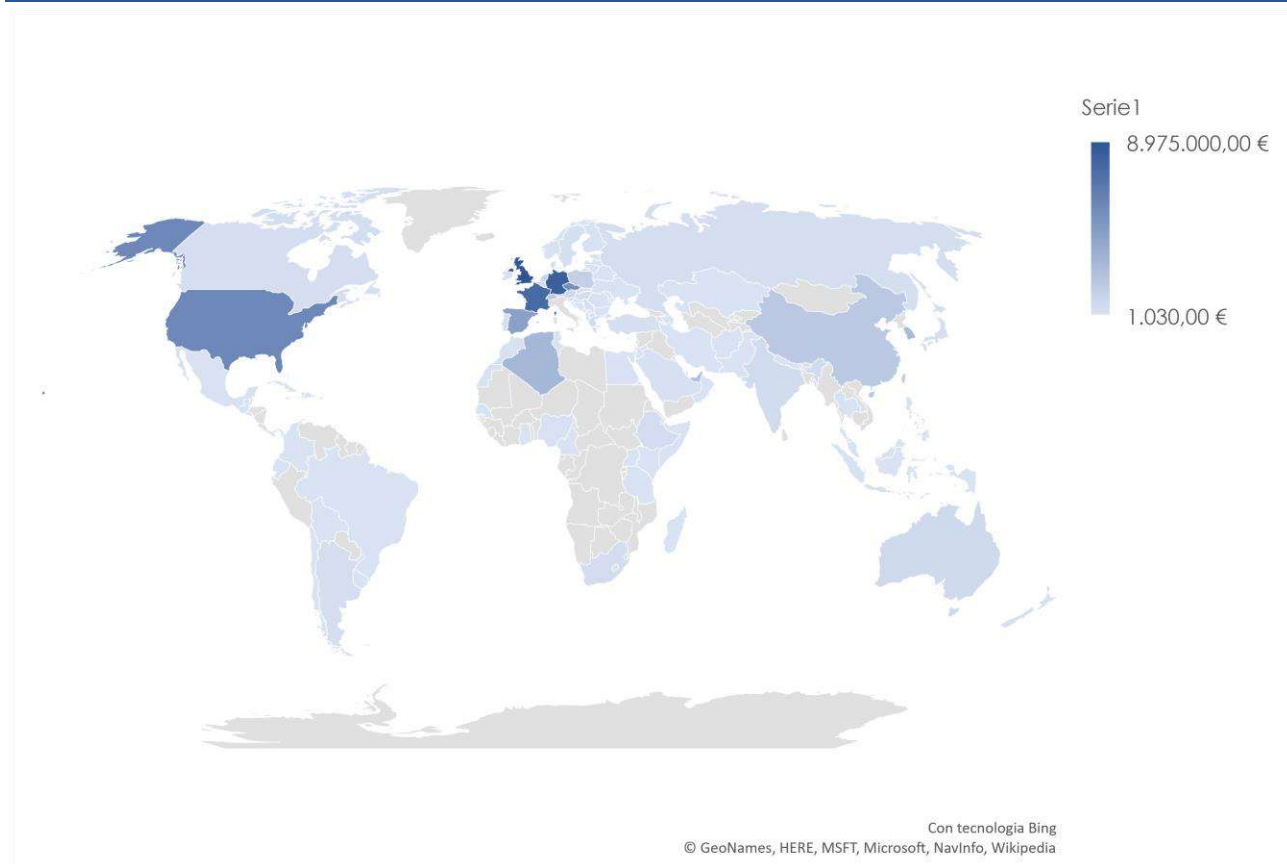 Serie1
8.975.000,00 €
1.030,00 €
Con tecnologia Bing
© GeoNames, HERE, MSFT, Microsoft, NavInfo, Wikipedia